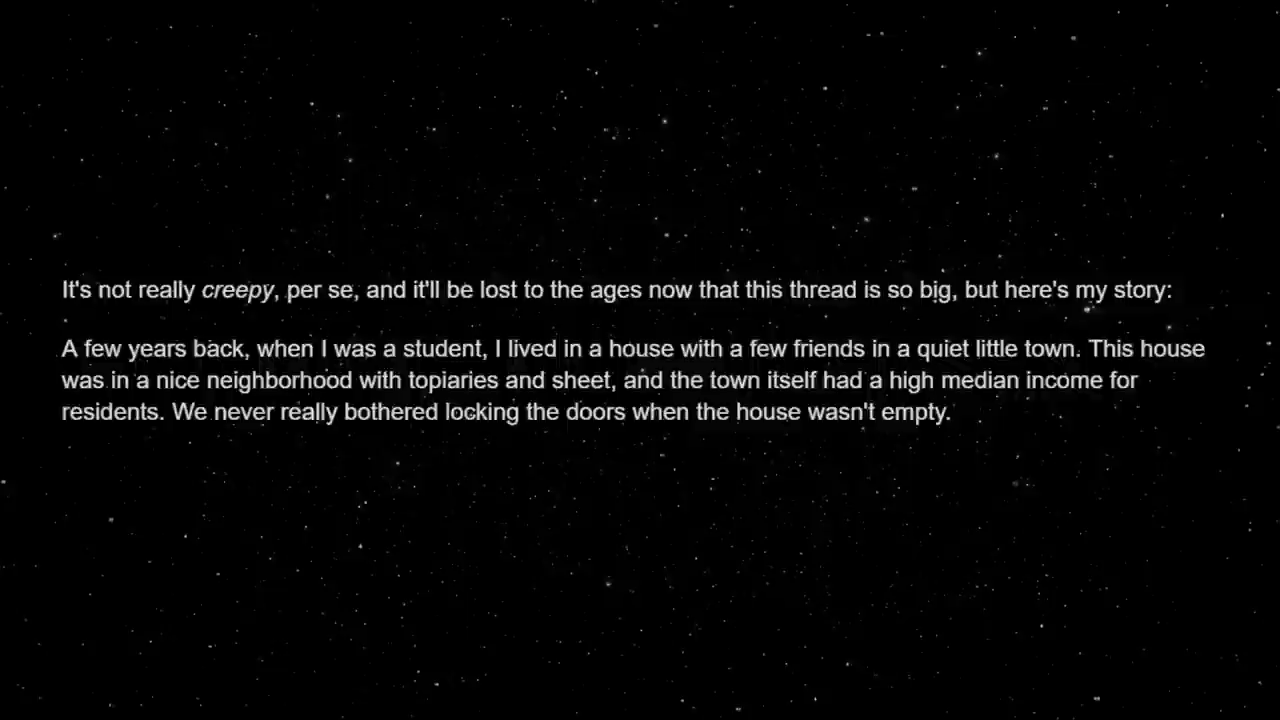 It's not really creepy, per se, and it'll be lost to the ages now that this thread is so big, but here's my story:
A few years back, when I was a student, I lived in a house with a few friends in a quiet little town. This house
was in a nice neighborhood with topiaries and sheet, and the town itself had a high median income for
residents. We never really bothered locking the doors when the house wasn't empty.